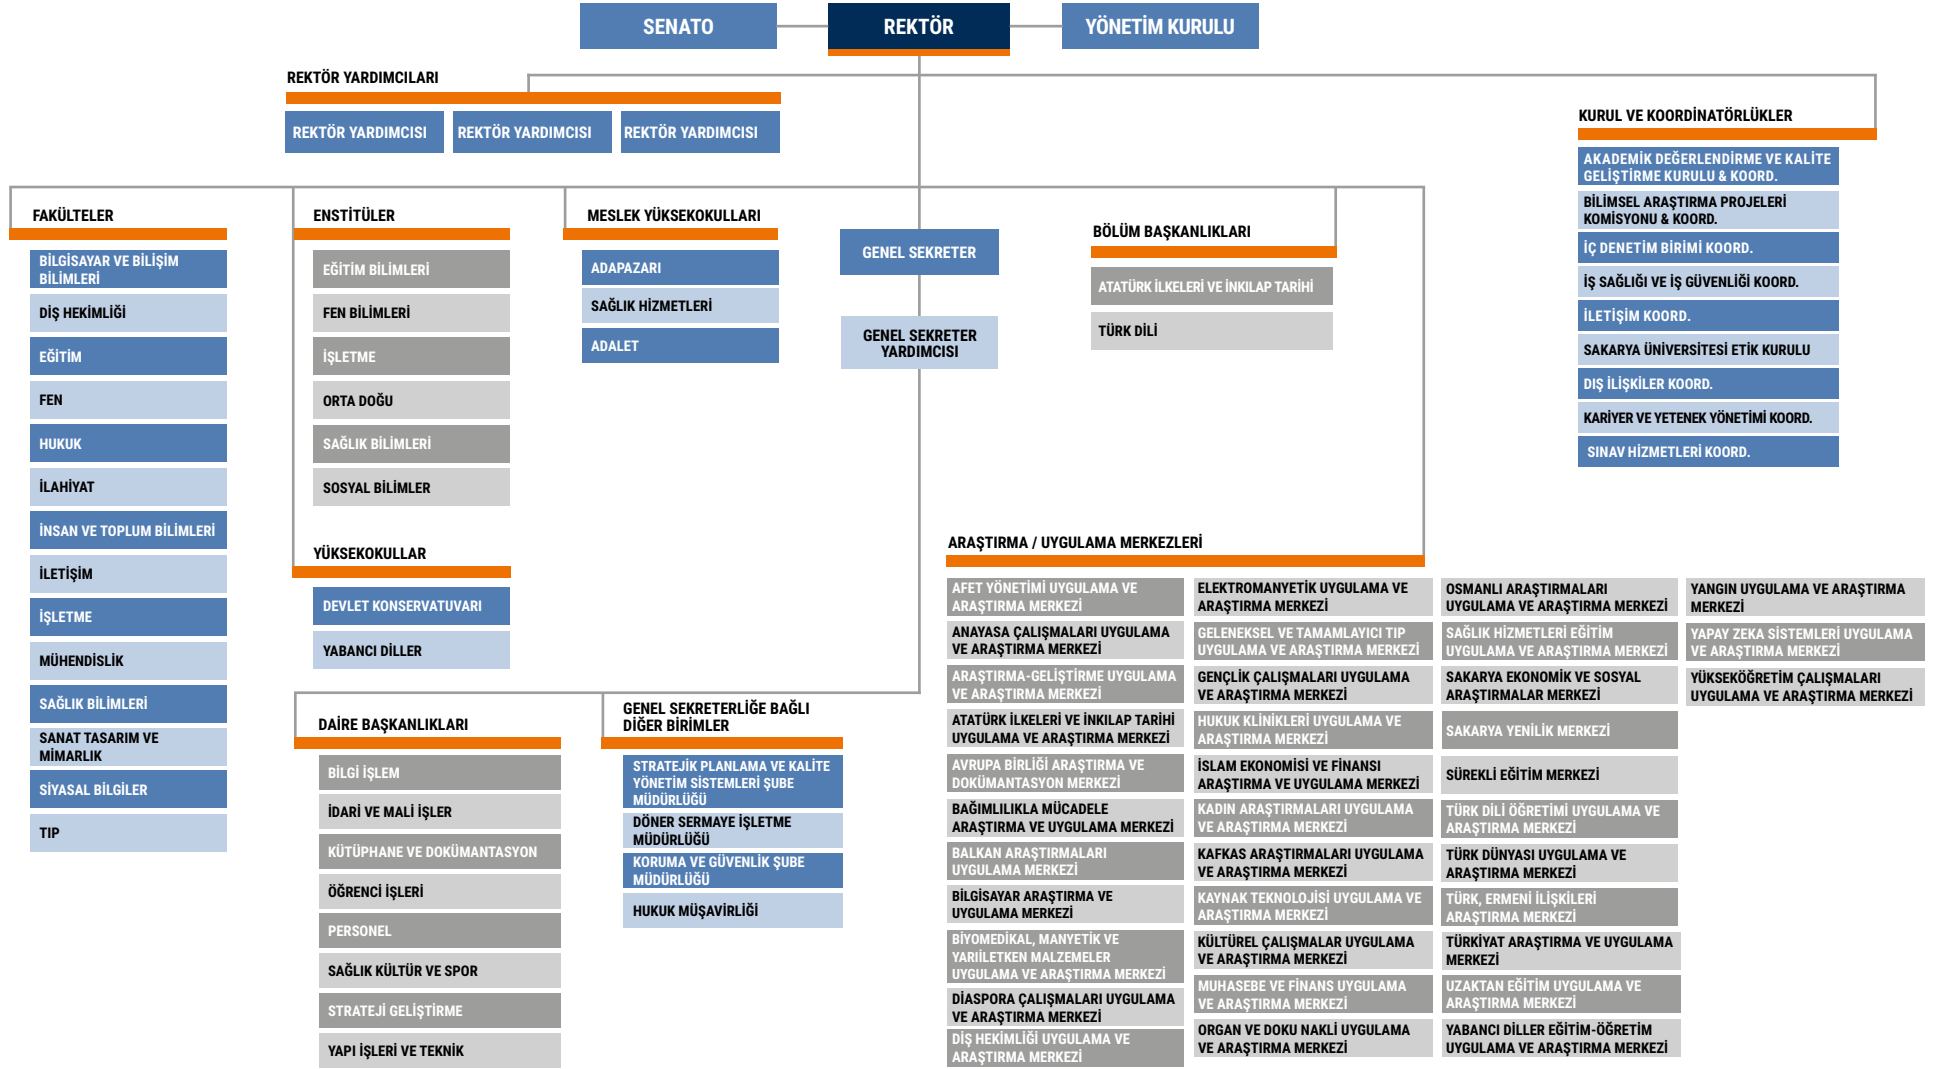 SENATO
REKTÖR
YÖNETİM KURULU
REKTÖR YARDIMCILARI
REKTÖR YARDIMCISI
REKTÖR YARDIMCISI
REKTÖR YARDIMCISI
KURUL VE KOORDİNATÖRLÜKLER
AKADEMİK DEĞERLENDİRME VE KALİTE
GELİŞTİRME KURULU & KOORD.
BİLİMSEL ARAŞTIRMA PROJELERİ
KOMİSYONU & KOORD.
İÇ DENETİM BİRİMİ KOORD.
İŞ SAĞLIĞI VE İŞ GÜVENLİĞİ KOORD.
İLETİŞİM KOORD.
SAKARYA ÜNİVERSİTESİ ETİK KURULU
DIŞ İLİŞKİLER KOORD.
KARİYER VE YETENEK YÖNETİMİ KOORD.
SINAV HİZMETLERİ KOORD.
FAKÜLTELER
BİLGİSAYAR VE BİLİŞİM
BİLİMLERİ
DİŞ HEKİMLİĞİ
EĞİTİM
FEN
HUKUK
İLAHİYAT
İNSAN VE TOPLUM BİLİMLERİ
İLETİŞİM
İŞLETME
MÜHENDİSLİK
SAĞLIK BİLİMLERİ
SANAT TASARIM VE
MİMARLIK
SİYASAL BİLGİLER
TIP
ENSTİTÜLER
EĞİTİM BİLİMLERİ
FEN BİLİMLERİ
İŞLETME
ORTA DOĞU
SAĞLIK BİLİMLERİ
SOSYAL BİLİMLER
YÜKSEKOKULLAR
DEVLET KONSERVATUVARI
YABANCI DİLLER
MESLEK YÜKSEKOKULLARI
ADAPAZARI
SAĞLIK HİZMETLERİ
ADALET
GENEL SEKRETER
GENEL SEKRETER
YARDIMCISI
BÖLÜM BAŞKANLIKLARI
ATATÜRK İLKELERİ VE İNKILAP TARİHİ
TÜRK DİLİ
DAİRE BAŞKANLIKLARI
BİLGİ İŞLEM
İDARİ VE MALİ İŞLER
KÜTÜPHANE VE DOKÜMANTASYON
ÖĞRENCİ İŞLERİ
PERSONEL
SAĞLIK KÜLTÜR VE SPOR
STRATEJİ GELİŞTİRME
YAPI İŞLERİ VE TEKNİK
GENEL SEKRETERLİĞE BAĞLI
DİĞER BİRİMLER
STRATEJİK PLANLAMA VE KALİTE
YÖNETİM SİSTEMLERİ ŞUBE
MÜDÜRLÜĞÜ
DÖNER SERMAYE İŞLETME
MÜDÜRLÜĞÜ
KORUMA VE GÜVENLİK ŞUBE
MÜDÜRLÜĞÜ
HUKUK MÜŞAVİRLİĞİ
ARAŞTIRMA / UYGULAMA MERKEZLERİ
AFET YÖNETİMİ UYGULAMA VE
ARAŞTIRMA MERKEZİ
ANAYASA ÇALIŞMALARI UYGULAMA
VE ARAŞTIRMA MERKEZİ
ARAŞTIRMA-GELİŞTİRME UYGULAMA
VE ARAŞTIRMA MERKEZİ
ATATÜRK İLKELERİ VE İNKILAP TARİHİ
UYGULAMA VE ARAŞTIRMA MERKEZİ
AVRUPA BİRLİĞİ ARAŞTIRMA VE
DOKÜMANTASYON MERKEZİ
BAĞIMLILIKLA MÜCADELE
ARAŞTIRMA VE UYGULAMA MERKEZİ
BALKAN ARAŞTIRMALARI
UYGULAMA MERKEZİ
BİLGİSAYAR ARAŞTIRMA VE
UYGULAMA MERKEZİ
BİYOMEDİKAL, MANYETİK VE
YARIİLETKEN MALZEMELER
UYGULAMA VE ARAŞTIRMA MERKEZİ
DİASPORA ÇALIŞMALARI UYGULAMA
VE ARAŞTIRMA MERKEZİ
DİŞ HEKİMLİĞİ UYGULAMA VE
ARAŞTIRMA MERKEZİ
ELEKTROMANYETİK UYGULAMA VE
ARAŞTIRMA MERKEZİ
GELENEKSEL VE TAMAMLAYICI TIP
UYGULAMA VE ARAŞTIRMA MERKEZİ
GENÇLİK ÇALIŞMALARI UYGULAMA
VE ARAŞTIRMA MERKEZİ
HUKUK KLİNİKLERİ UYGULAMA VE
ARAŞTIRMA MERKEZİ
İSLAM EKONOMİSİ VE FİNANSI
ARAŞTIRMA VE UYGULAMA MERKEZİ
KADIN ARAŞTIRMALARI UYGULAMA
VE ARAŞTIRMA MERKEZİ
KAFKAS ARAŞTIRMALARI UYGULAMA
VE ARAŞTIRMA MERKEZİ
KAYNAK TEKNOLOJİSİ UYGULAMA VE
ARAŞTIRMA MERKEZİ
KÜLTÜREL ÇALIŞMALAR UYGULAMA
VE ARAŞTIRMA MERKEZİ
MUHASEBE VE FİNANS UYGULAMA
VE ARAŞTIRMA MERKEZİ
ORGAN VE DOKU NAKLİ UYGULAMA
VE ARAŞTIRMA MERKEZİ
OSMANLI ARAŞTIRMALARI
UYGULAMA VE ARAŞTIRMA MERKEZİ
SAĞLIK HİZMETLERİ EĞİTİM
UYGULAMA VE ARAŞTIRMA MERKEZİ
SAKARYA EKONOMİK VE SOSYAL
ARAŞTIRMALAR MERKEZİ
SAKARYA YENİLİK MERKEZİ
SÜREKLİ EĞİTİM MERKEZİ
TÜRK DİLİ ÖĞRETİMİ UYGULAMA VE
ARAŞTIRMA MERKEZİ
TÜRK DÜNYASI UYGULAMA VE
ARAŞTIRMA MERKEZİ
TÜRK, ERMENİ İLİŞKİLERİ
ARAŞTIRMA MERKEZİ
TÜRKİYAT ARAŞTIRMA VE UYGULAMA
MERKEZİ
UZAKTAN EĞİTİM UYGULAMA VE
ARAŞTIRMA MERKEZİ
YABANCI DİLLER EĞİTİM-ÖĞRETİM
UYGULAMA VE ARAŞTIRMA MERKEZİ
YANGIN UYGULAMA VE ARAŞTIRMA
MERKEZİ
YAPAY ZEKA SİSTEMLERİ UYGULAMA
VE ARAŞTIRMA MERKEZİ
YÜKSEKÖĞRETİM ÇALIŞMALARI
UYGULAMA VE ARAŞTIRMA MERKEZİ